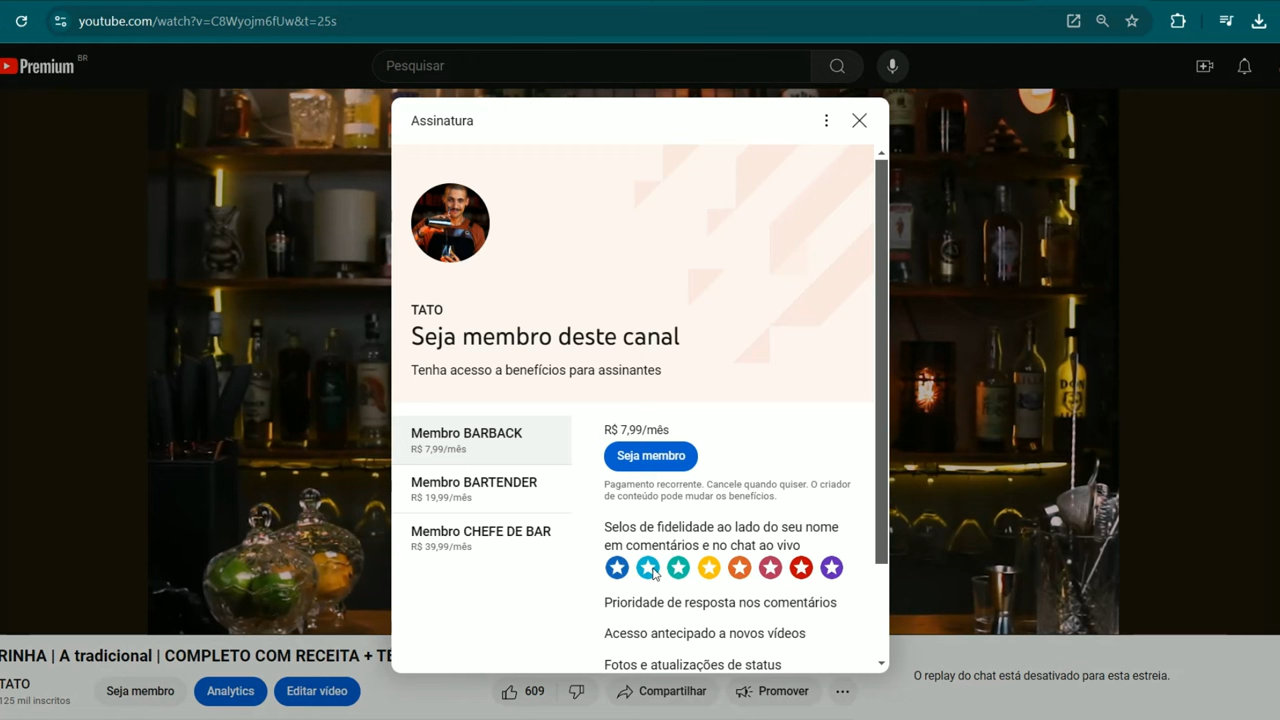 youtube.com/watch?v=C8Wyojm6fUw&t=25s
Premium BR
Pesquisar
Assinatura
TATO
Seja membro deste canal
Tenha acesso a benefícios para assinantes
Membro BARBACK
R$ 7,99/mês
Membro BARTENDER
R$ 19,99/mês
Membro CHEFE DE BAR
R$ 39,99/mês
R$ 7,99/mês
Seja membro
Pagamento recorrente. Cancele quando quiser. O criador
de conteúdo pode mudar os benefícios.
Selos de fidelidade ao lado do seu nome
em comentários e no chat ao vivo
Prioridade de resposta nos comentários
Acesso antecipado a novos vídeos
Fotos e atualizações de status
RINHA | A tradicional | COMPLETO COM RECEITA + TE
TATO
125 mil inscritos
Seja membro
Analytics
Editar vídeo
609
Compartilhar
Promover
O replay do chat está desativado para esta estreia.
DON